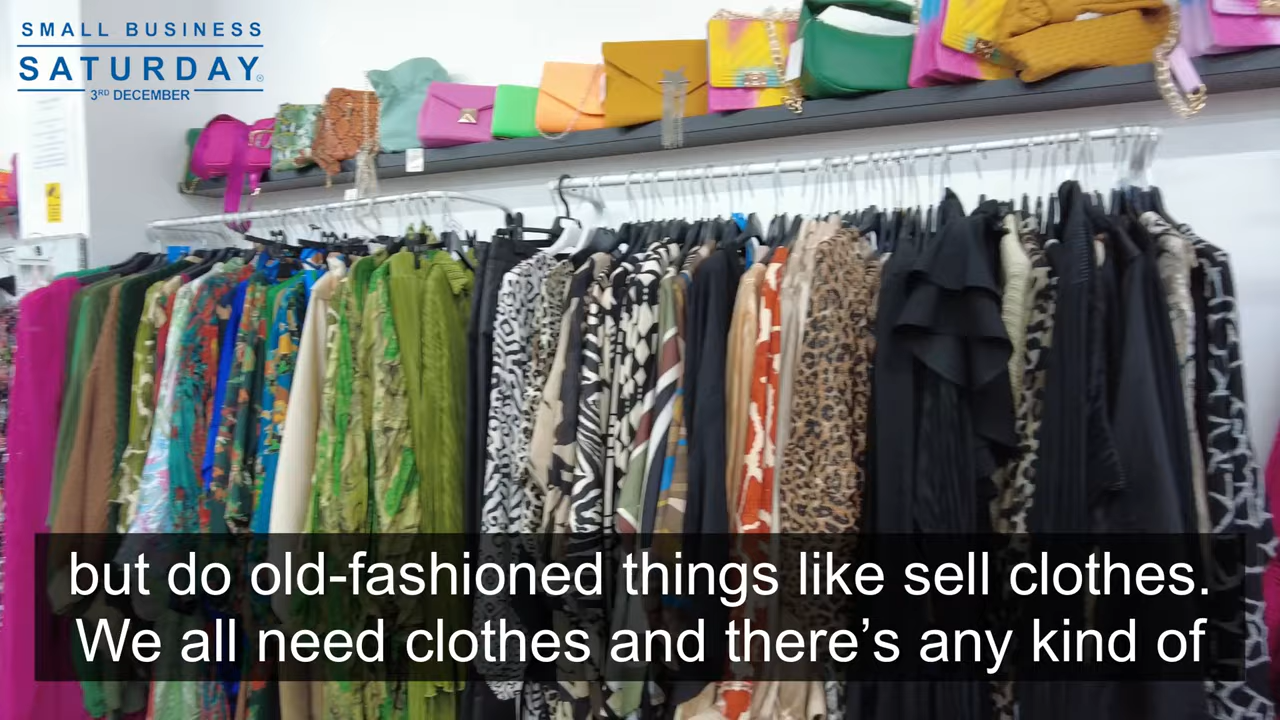 SMALL BUSINESS
SATURDAY®
3RD DECEMBER
but do old-fashioned things like sell clothes.
We all need clothes and there’s any kind of